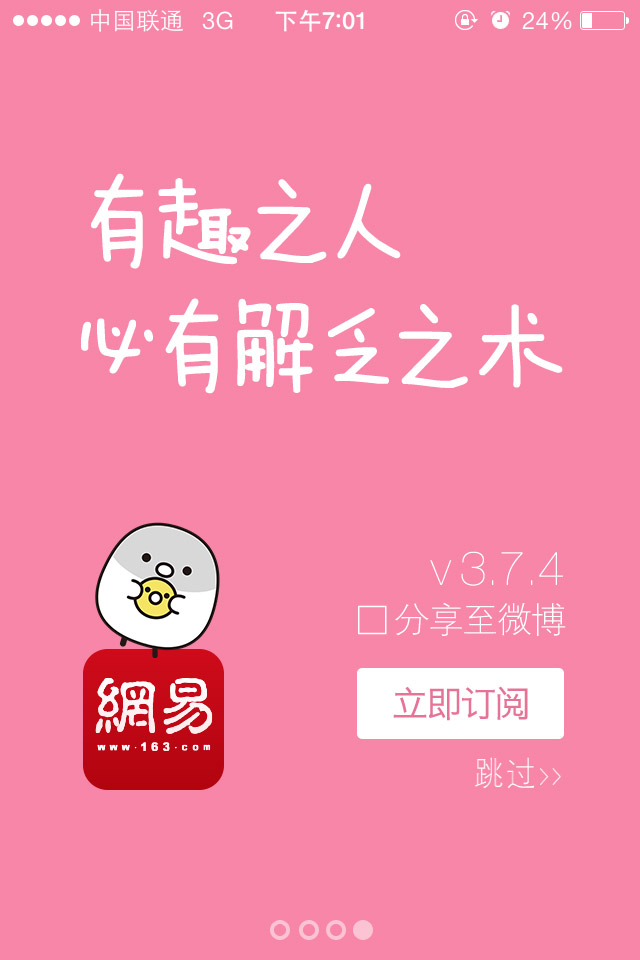 中国联通 3G 下午7:01 24%
有趣之人
必有解乏之术
v3.7.4
分享至微博
網易
www.163.com
立即订阅
跳过>>